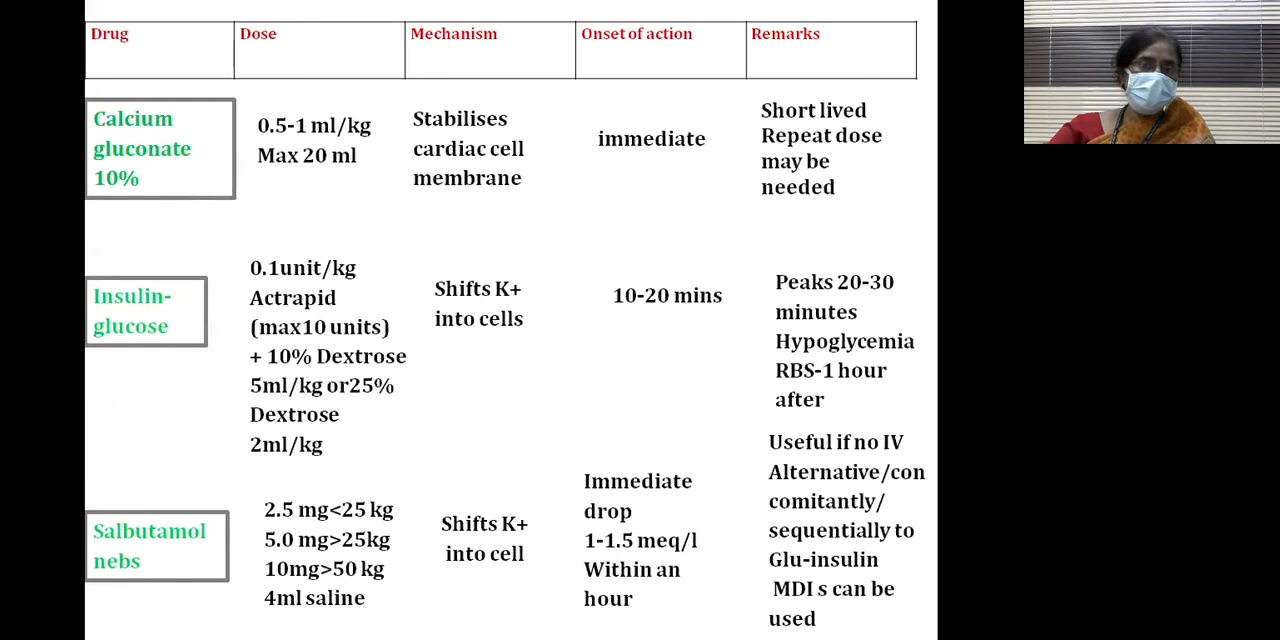 Drug
Dose
Mechanism
Onset of action
Remarks
Calcium
gluconate
10%
0.5-1 ml/kg
Max 20 ml
Stabilises
cardiac cell
membrane
immediate
Short lived
Repeat dose
may be
needed
Insulin-
glucose
0.1unit/kg
Actrapid
(max10 units)
+ 10% Dextrose
5ml/kg or25%
Dextrose
2ml/kg
Shifts K+
into cells
10-20 mins
Peaks 20-30
minutes
Hypoglycemia
RBS-1 hour
after
Salbutamol
nebs
2.5 mg<25 kg
5.0 mg>25kg
10mg>50 kg
4ml saline
Shifts K+
into cell
Immediate
drop
1-1.5 meq/l
Within an
hour
Useful if no IV
Alternative/con
comitantly/
sequentially to
Glu-insulin
MDI s can be
used